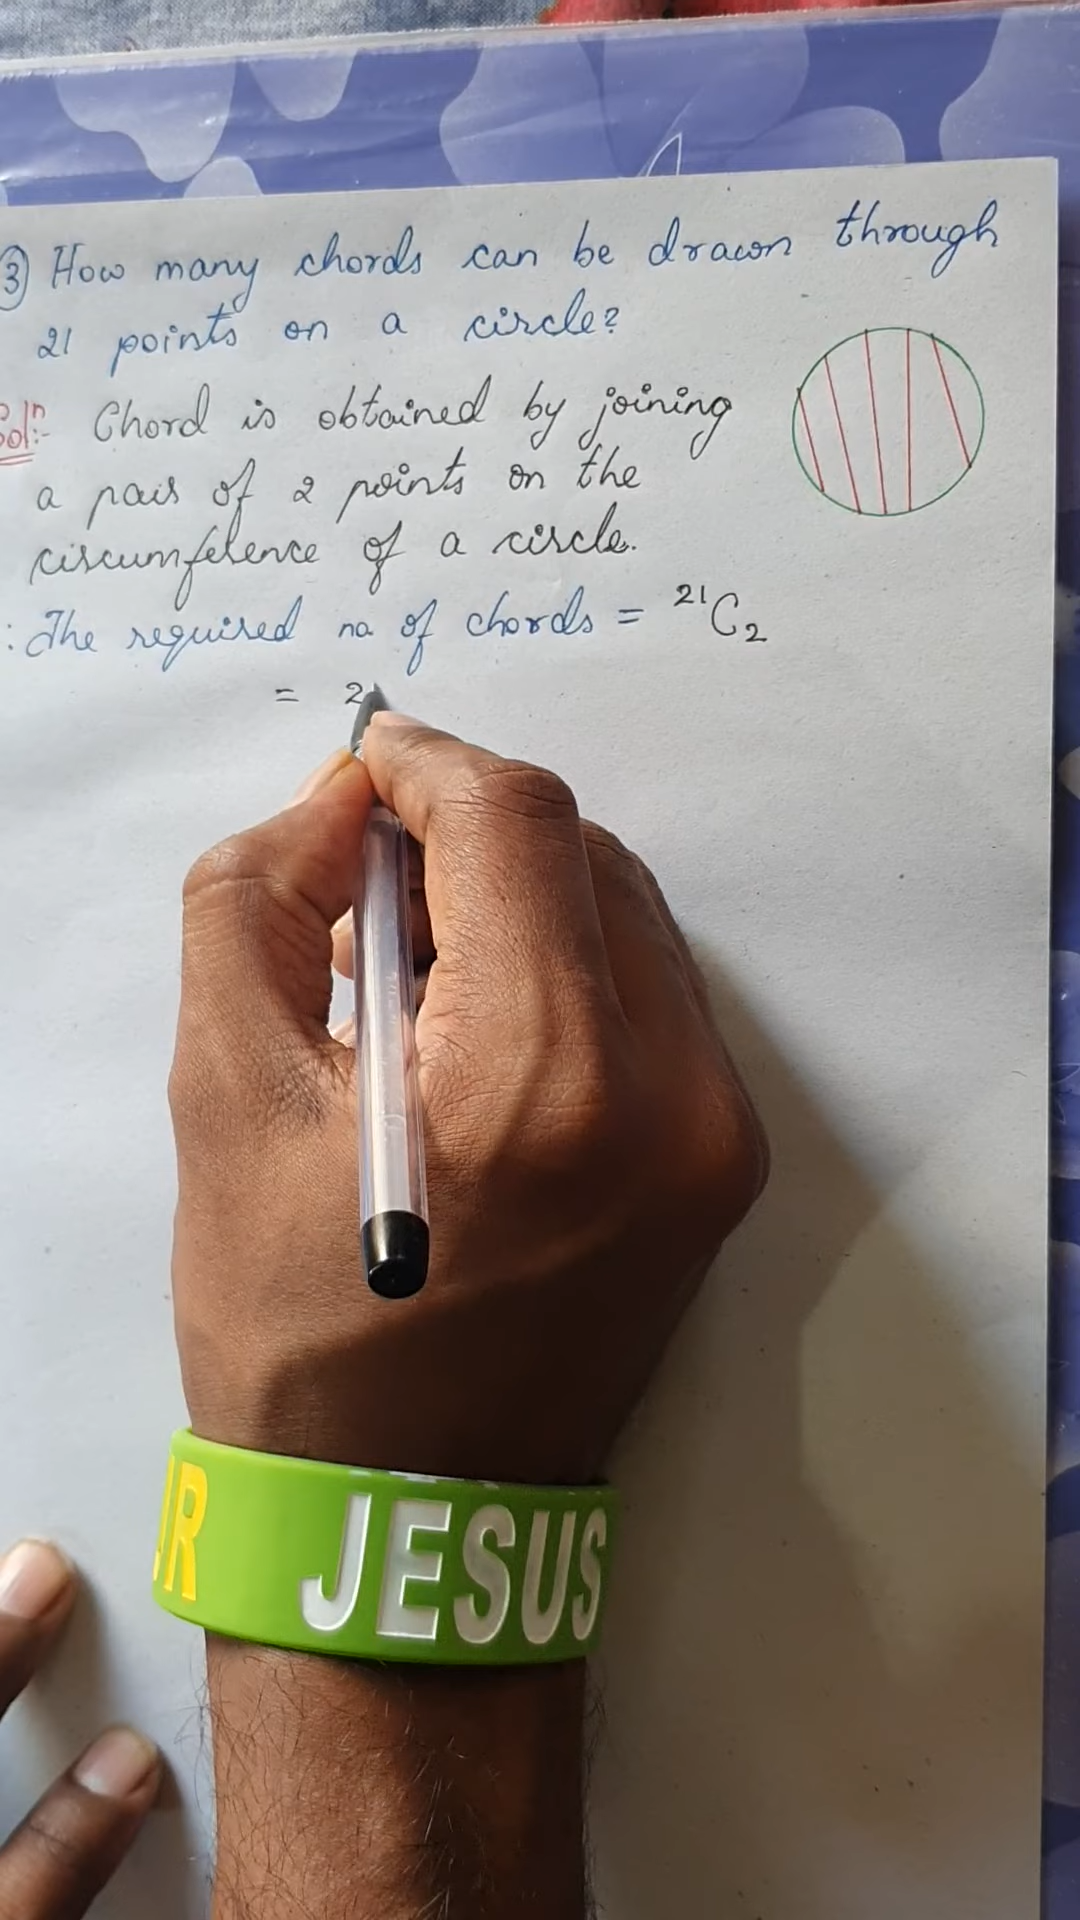 ③ How many chords can be drawn through
21 points on a circle?
Solⁿ:- Chord is obtained by joining
a pair of 2 points on the
circumference of a circle.
∴ The required no of chords = ²¹C₂
= 2
JESUS